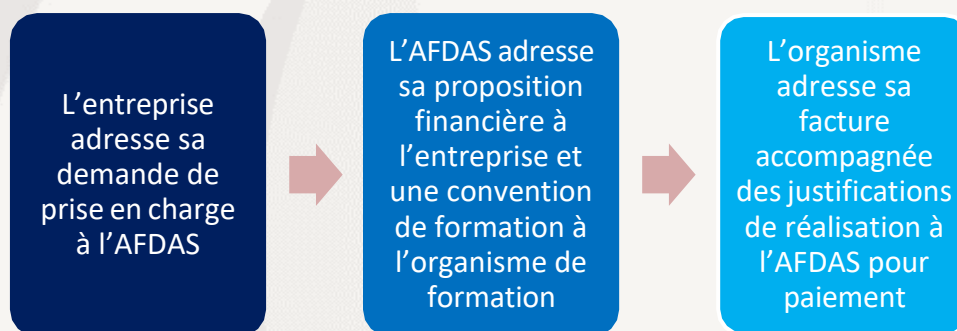 L’entreprise
adresse sa
demande de
prise en charge
à l’AFDAS
L’AFDAS adresse
sa proposition
financière à
l’entreprise et
une convention
de formation à
l’organisme de
formation
L’organisme
adresse sa
facture
accompagnée
des justifications
de réalisation à
l’AFDAS pour
paiement